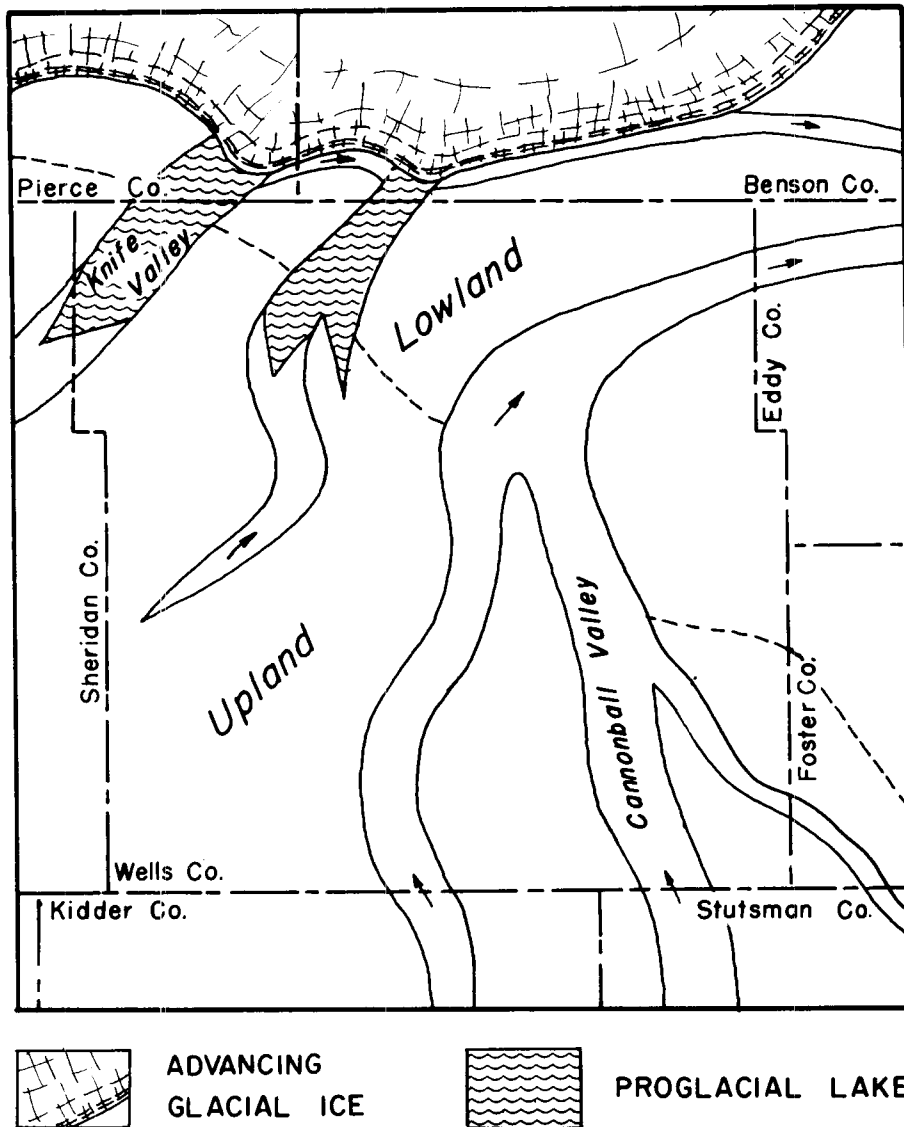 Pierce Co.
Benson Co.
Knife
Valley
Lowland
Eddy Co.
Sheridan Co.
Upland
Cannonball Valley
Foster Co.
Wells Co.
Kidder Co.
Stutsman Co.
ADVANCING
GLACIAL ICE
PROGLACIAL LAKE